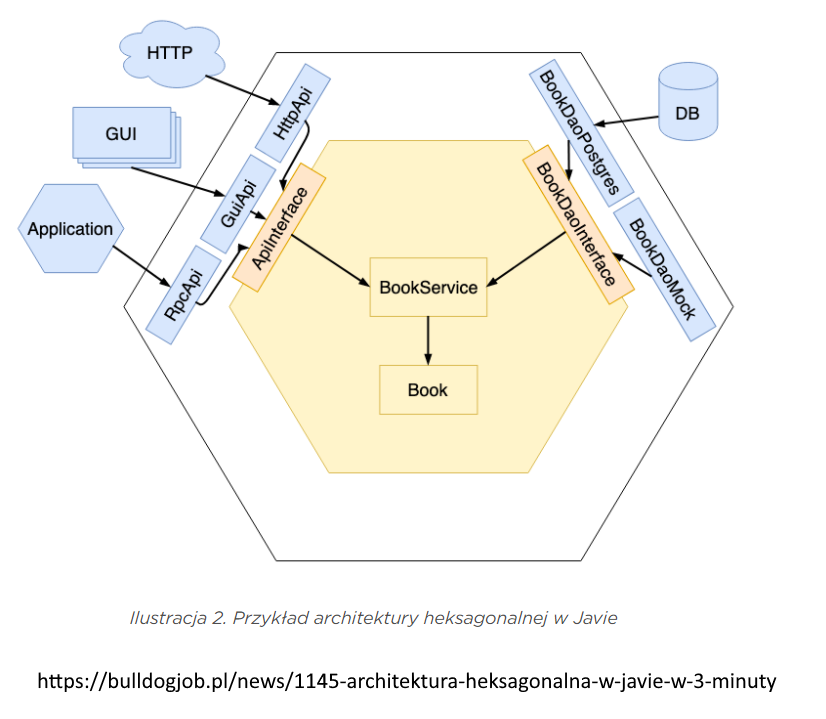 HTTP
GUI
Application
HttpApi
GuiApi
RpcApi
ApiInterface
BookService
Book
BookDaoPostgres
BookDaoInterface
BookDaoMock
DB
Ilustracja 2. Przykład architektury heksagonalnej w Javie
https://bulldogjob.pl/news/1145-architektura-heksagonalna-w-javie-w-3-minuty